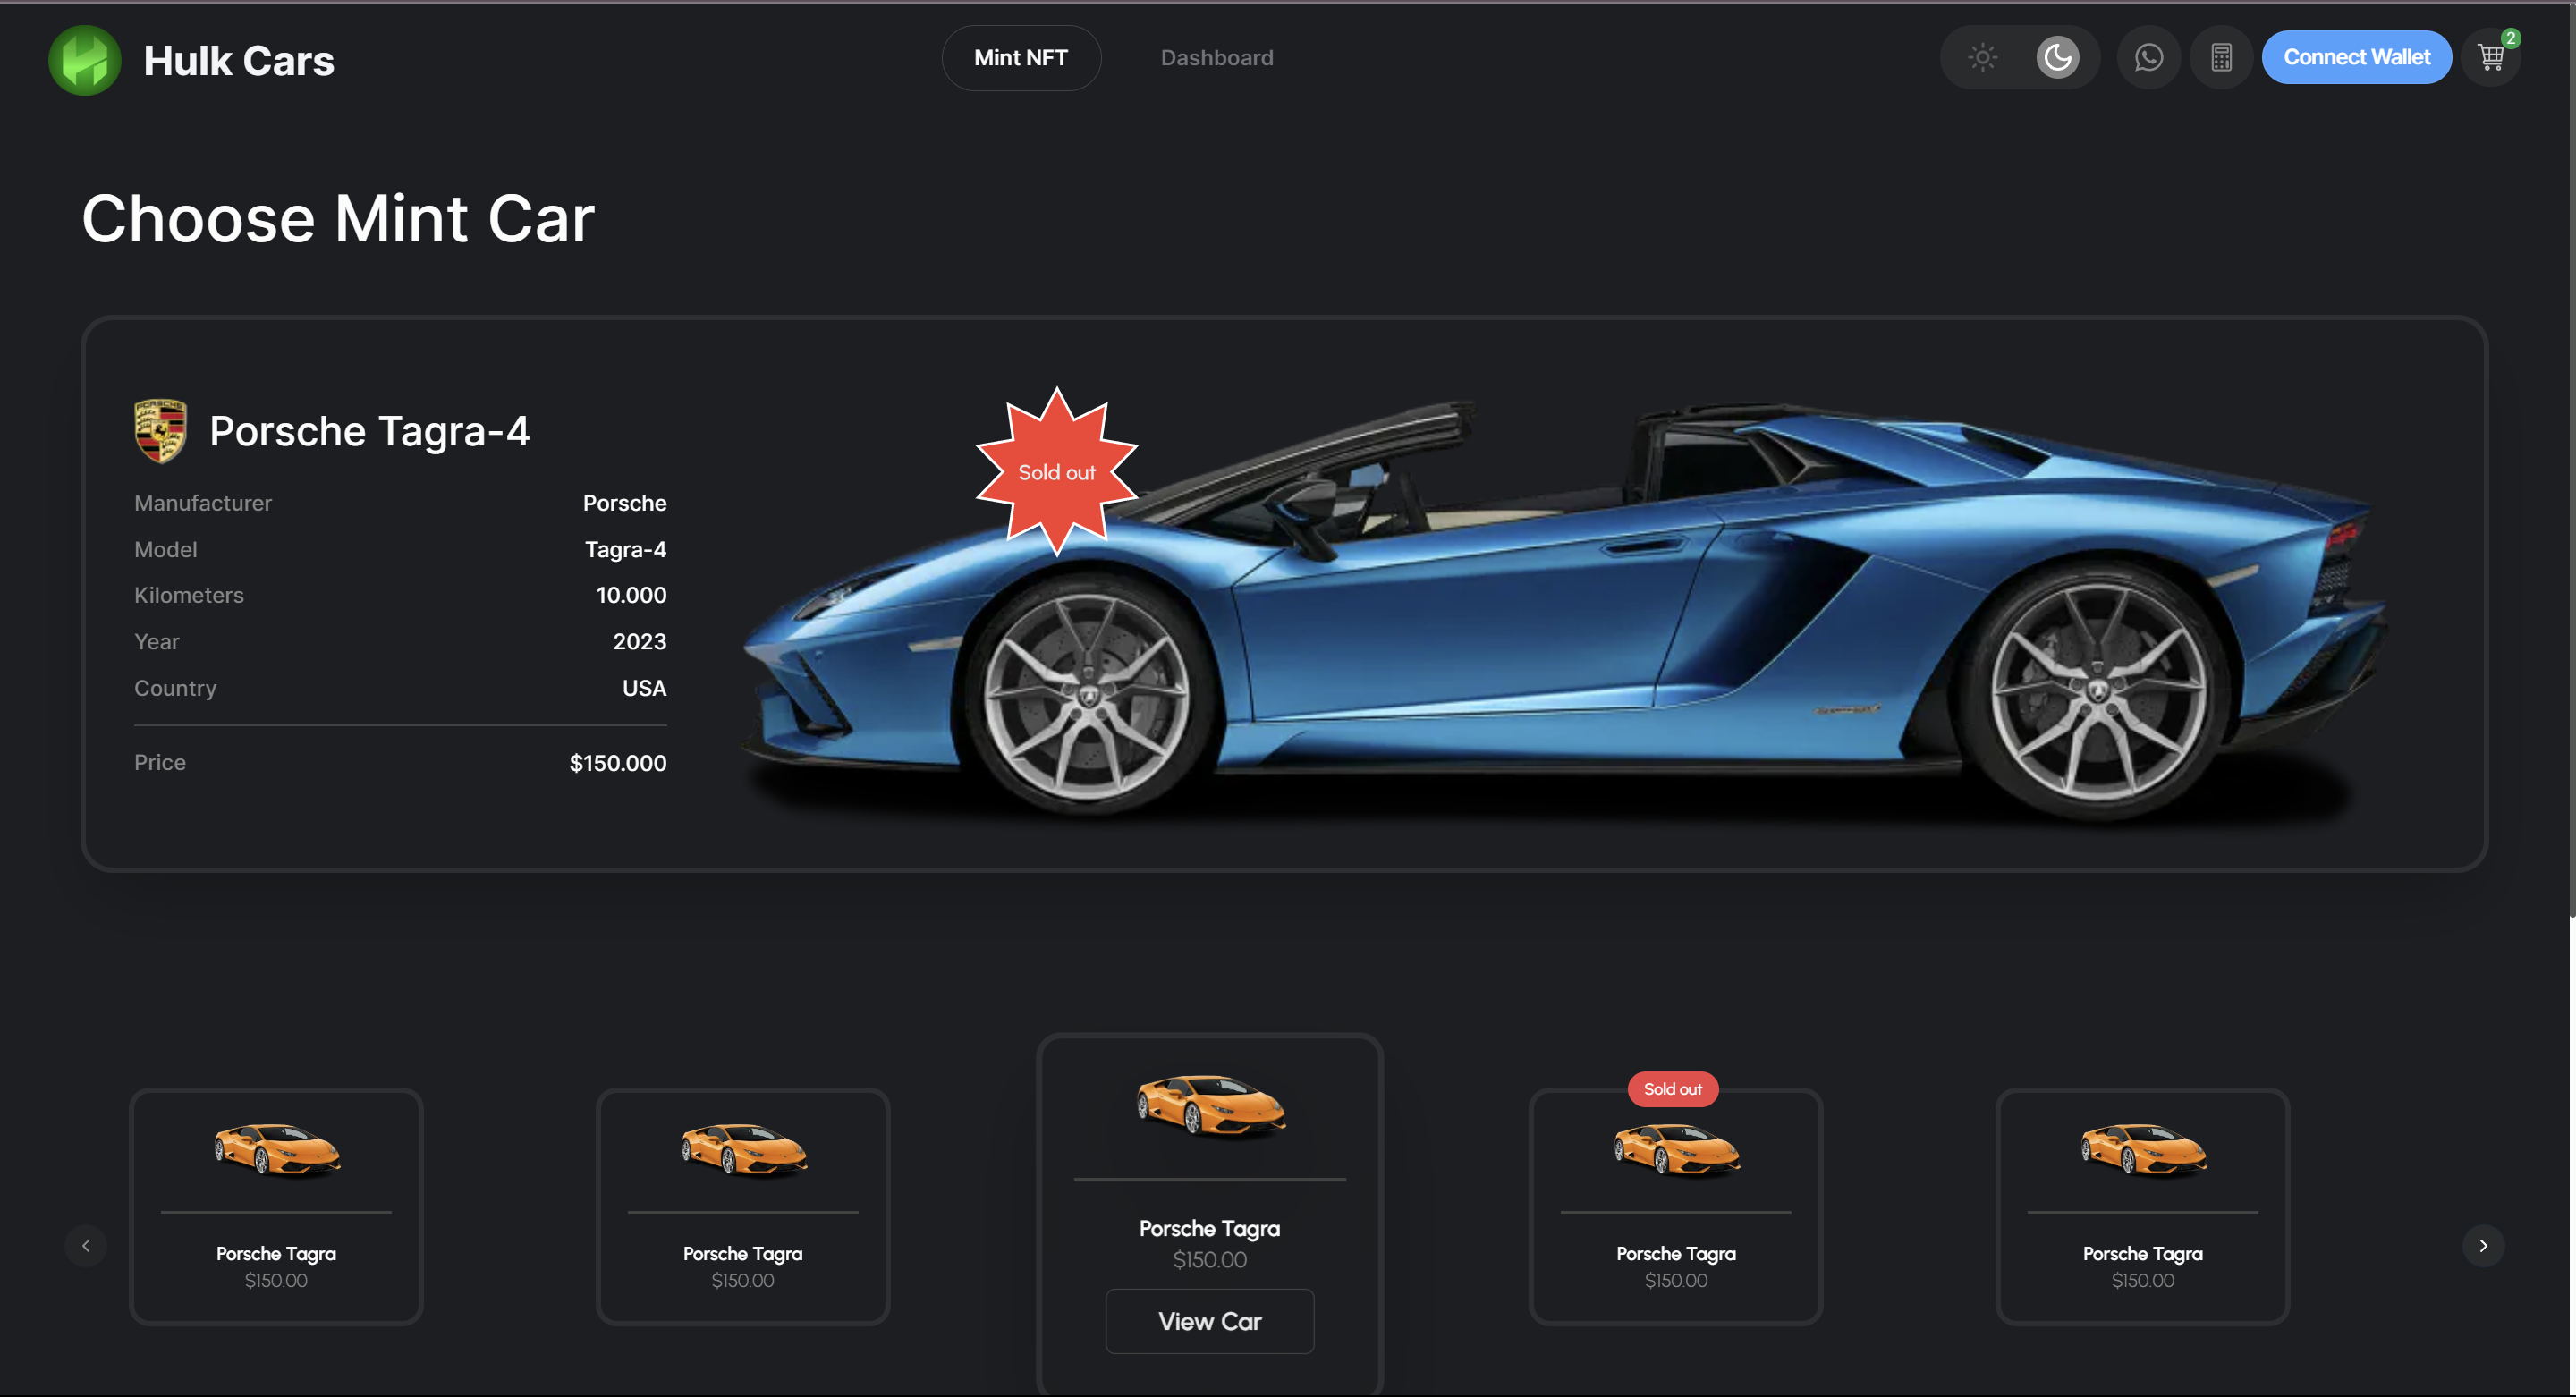 Hulk Cars
Mint NFT
Dashboard
Connect Wallet
2
Choose Mint Car
PORSCHE
Porsche Tagra-4
Sold out
Manufacturer Porsche
Model Tagra-4
Kilometers 10.000
Year 2023
Country USA
Price $150.000
Porsche Tagra
$150.00
Porsche Tagra
$150.00
Porsche Tagra
$150.00
View Car
Sold out
Porsche Tagra
$150.00
Porsche Tagra
$150.00